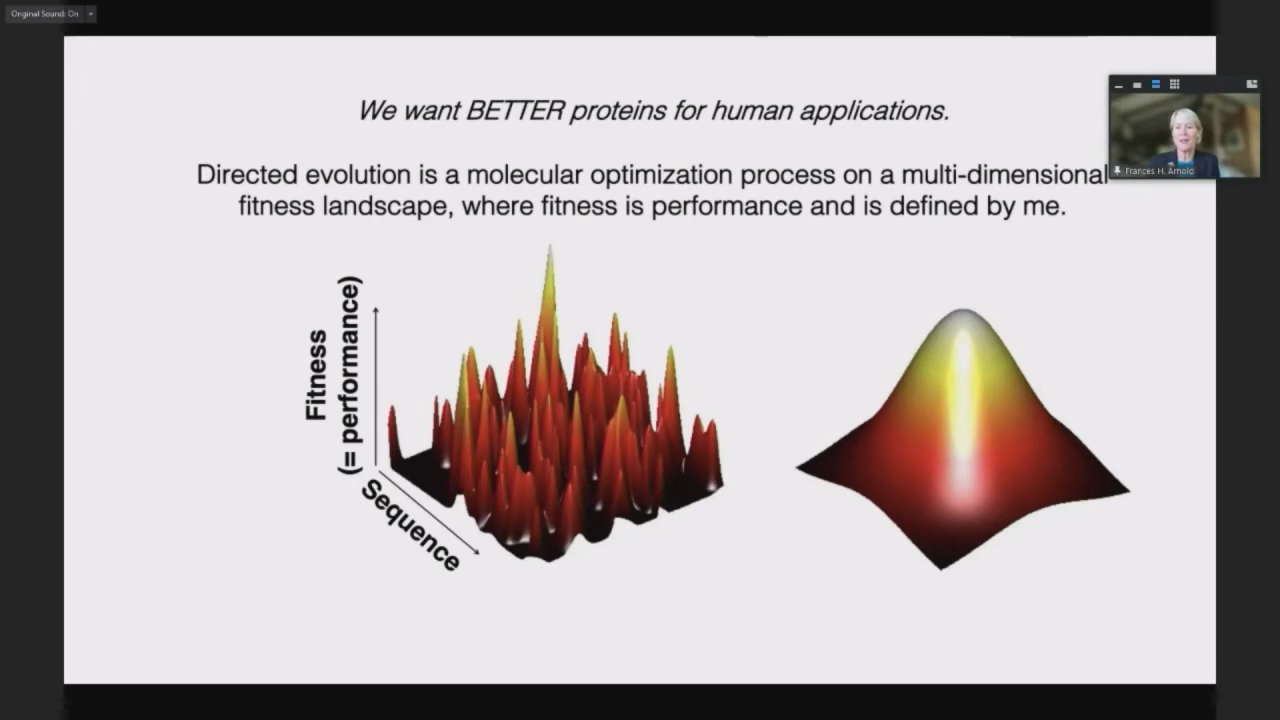 Original Sound: On
We want BETTER proteins for human applications.
Directed evolution is a molecular optimization process on a multi-dimensional
fitness landscape, where fitness is performance and is defined by me.
Frances H. Arnold
Fitness
(= performance)
Sequence